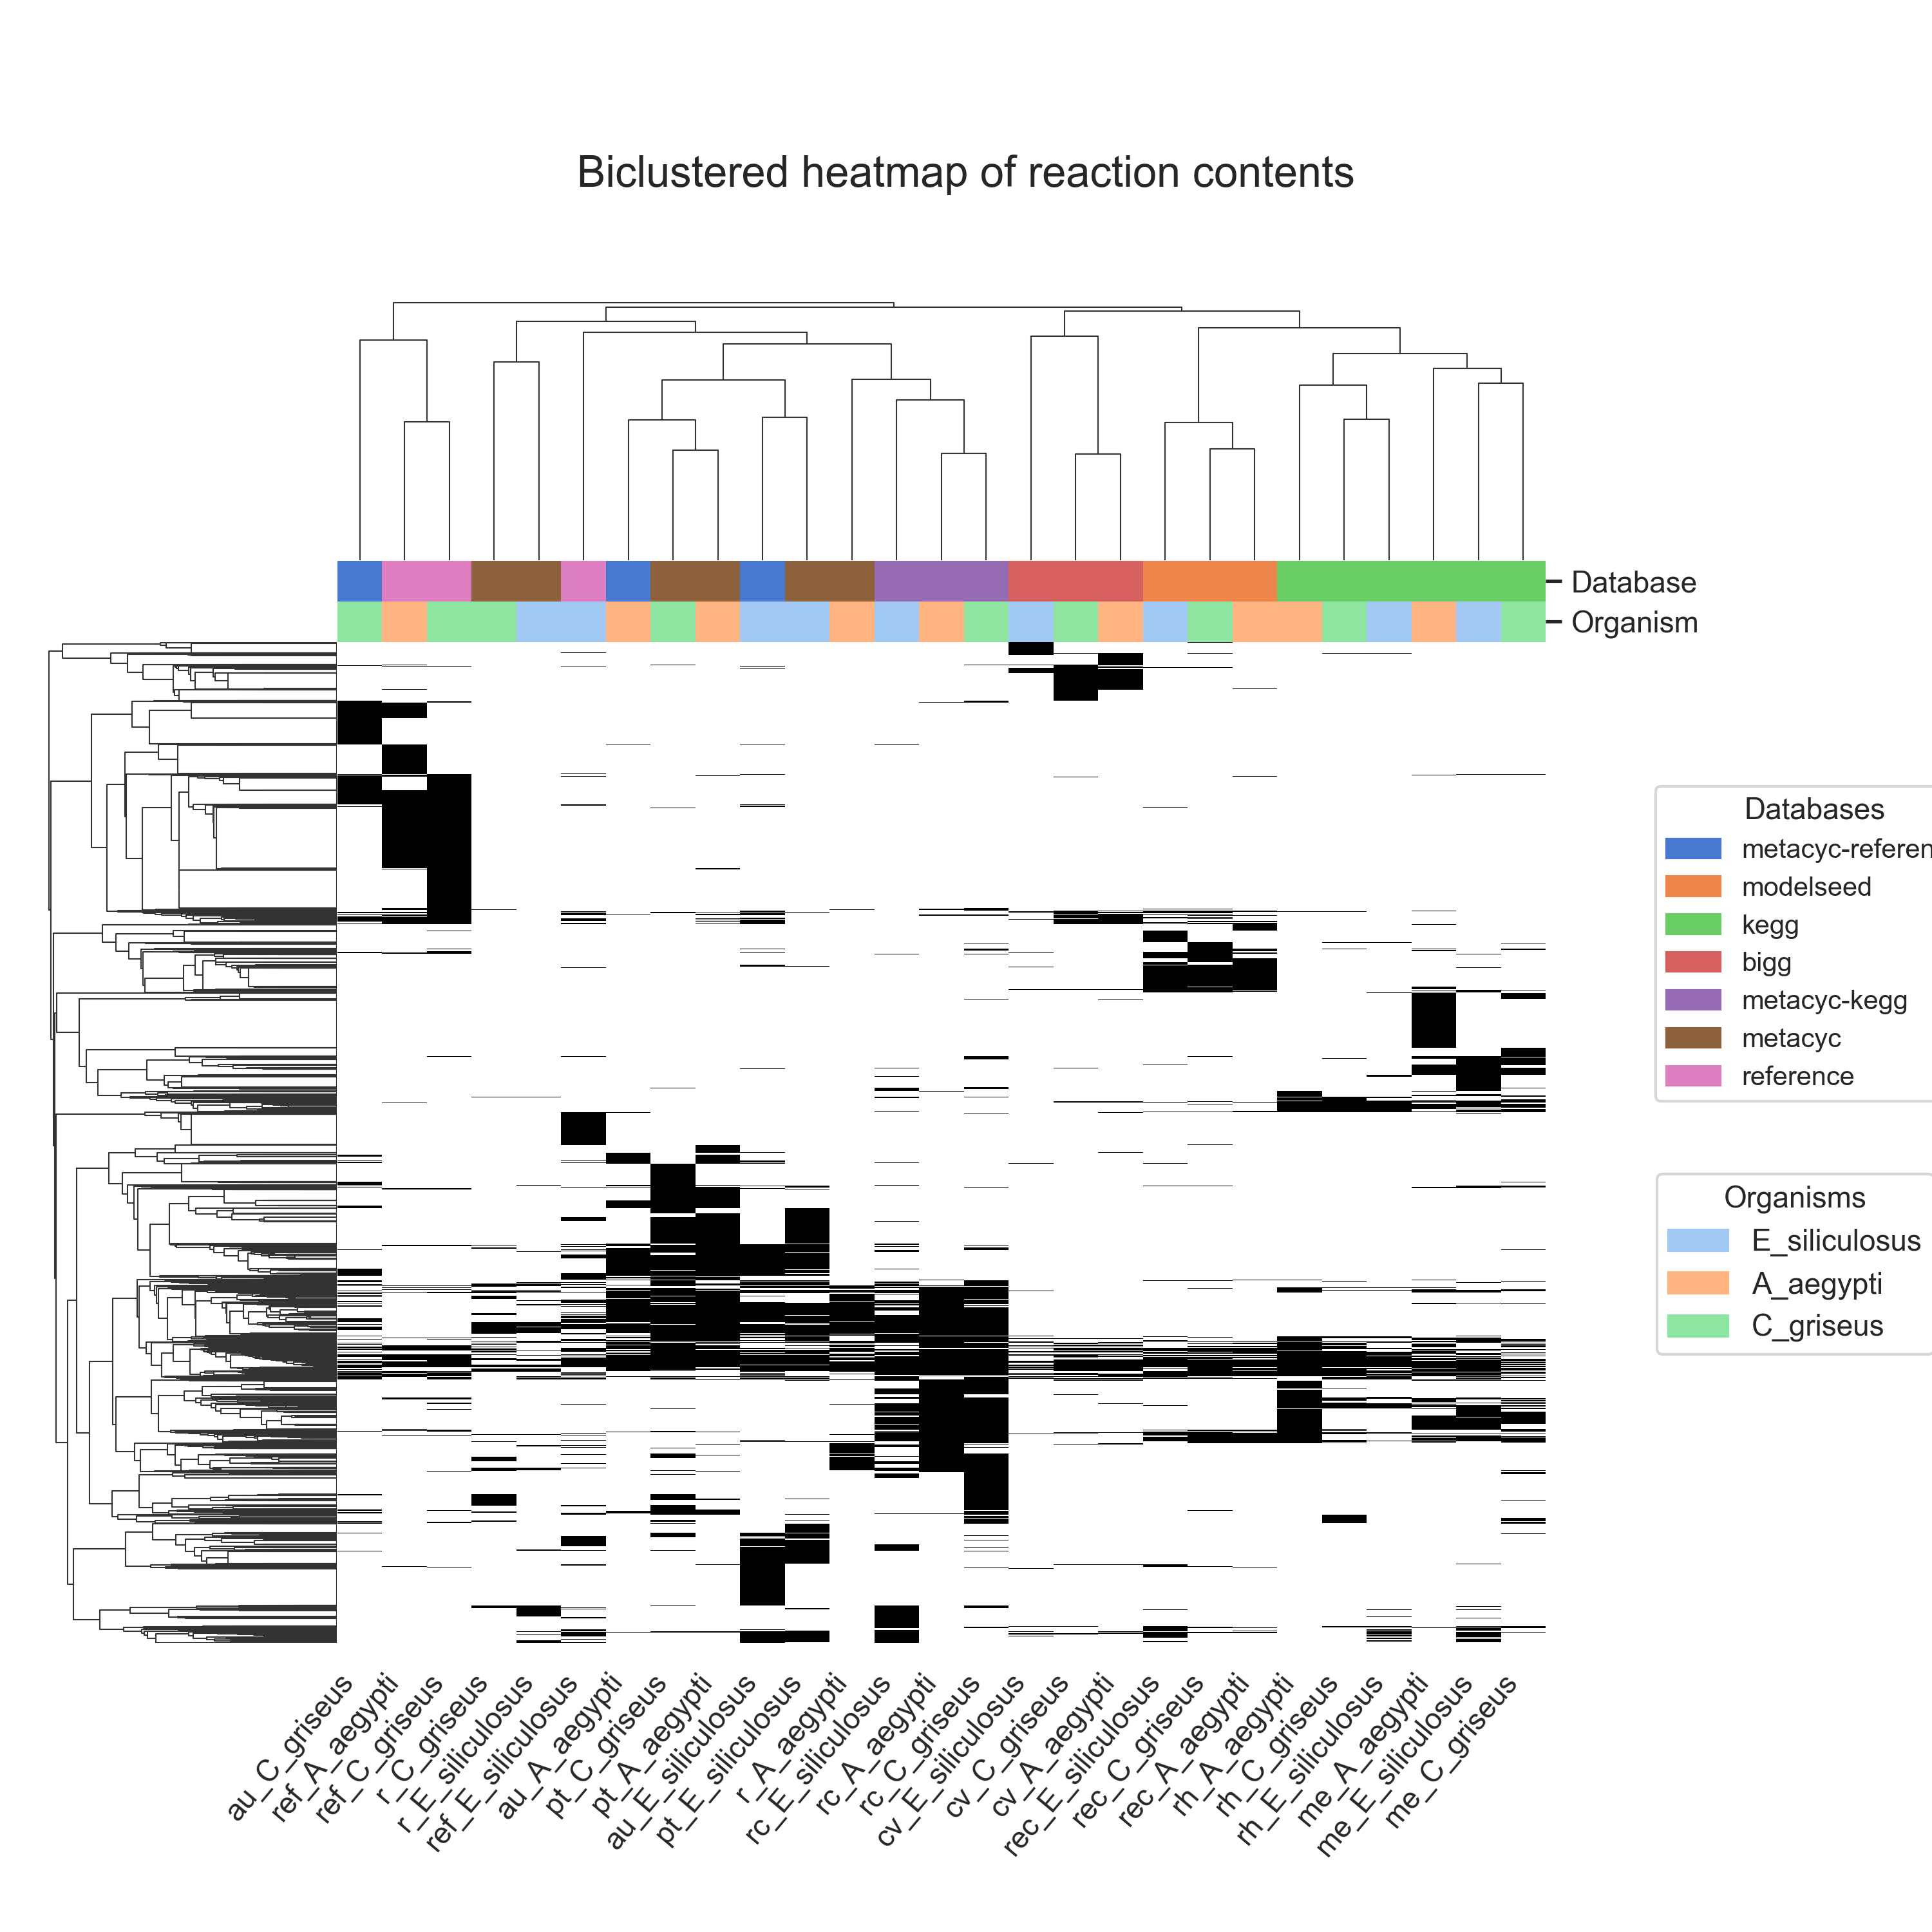 Biclustered heatmap of reaction contents
Database
Organism
Databases
metacyc-referen
modelseed
kegg
bigg
metacyc-kegg
metacyc
reference
Organisms
E_siliculosus
A_aegypti
C_griseus
au_C_griseus
ref_A_aegypti
ref_C_griseus
r_C_griseus
r_E_siliculosus
ref_E_siliculosus
au_A_aegypti
pt_C_griseus
pt_A_aegypti
au_E_siliculosus
pt_E_siliculosus
r_A_aegypti
rc_E_siliculosus
rc_A_aegypti
rc_C_griseus
cv_E_siliculosus
cv_C_griseus
cv_A_aegypti
rec_E_siliculosus
rec_C_griseus
rec_A_aegypti
rh_A_aegypti
rh_C_griseus
rh_E_siliculosus
me_A_aegypti
me_E_siliculosus
me_C_griseus